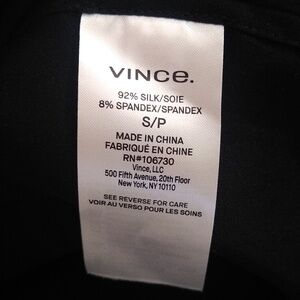 VINCE.
92% SILK/SOIE
8% SPANDEX/SPANDEX
S/P
MADE IN CHINA
FABRIQUÉ EN CHINE
RN#106730
Vince, LLC
500 Fifth Avenue, 20th Floor
New York, NY 10110
SEE REVERSE FOR CARE
VOIR AU VERSO POUR LES SOINS